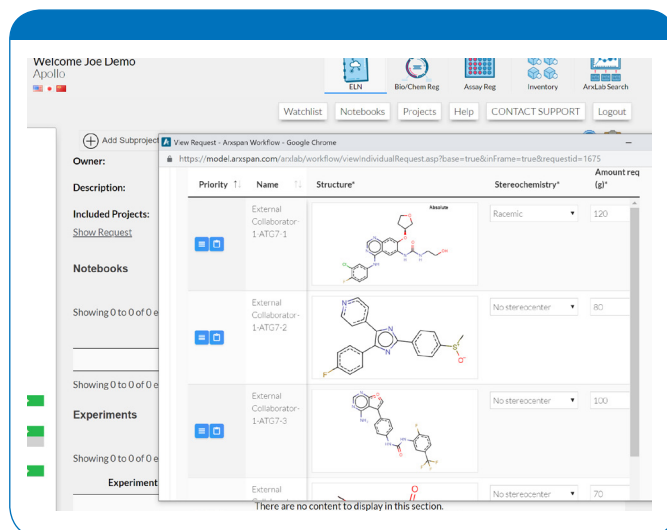 Welcome Joe Demo
Apollo
ELN
Bio/Chem Reg
Assay Reg
Inventory
ArxLab Search
Watchlist
Notebooks
Projects
Help
CONTACT SUPPORT
Logout
Add Subproject
Owner:
Description:
Included Projects:
Show Request
Notebooks
Showing 0 to 0 of 0 e
Showing 0 to 0 of 0 e
Experiments
Showing 0 to 0 of 0 e
Experiment
View Request - Arxspan Workflow - Google Chrome
https://model.arxspan.com/arxlab/workflow/viewIndividualRequest.asp?base=true&inFrame=true&requestid=1675
Priority
Name
Structure*
Stereochemistry*
Amount req
(g)*
External
Collaborator-
1-ATG7-1
Absolute
Racemic
120
External
Collaborator-
1-ATG7-2
No stereocenter
80
External
Collaborator-
1-ATG7-3
No stereocenter
100
External
No stereocenter
70
There are no content to display in this section.